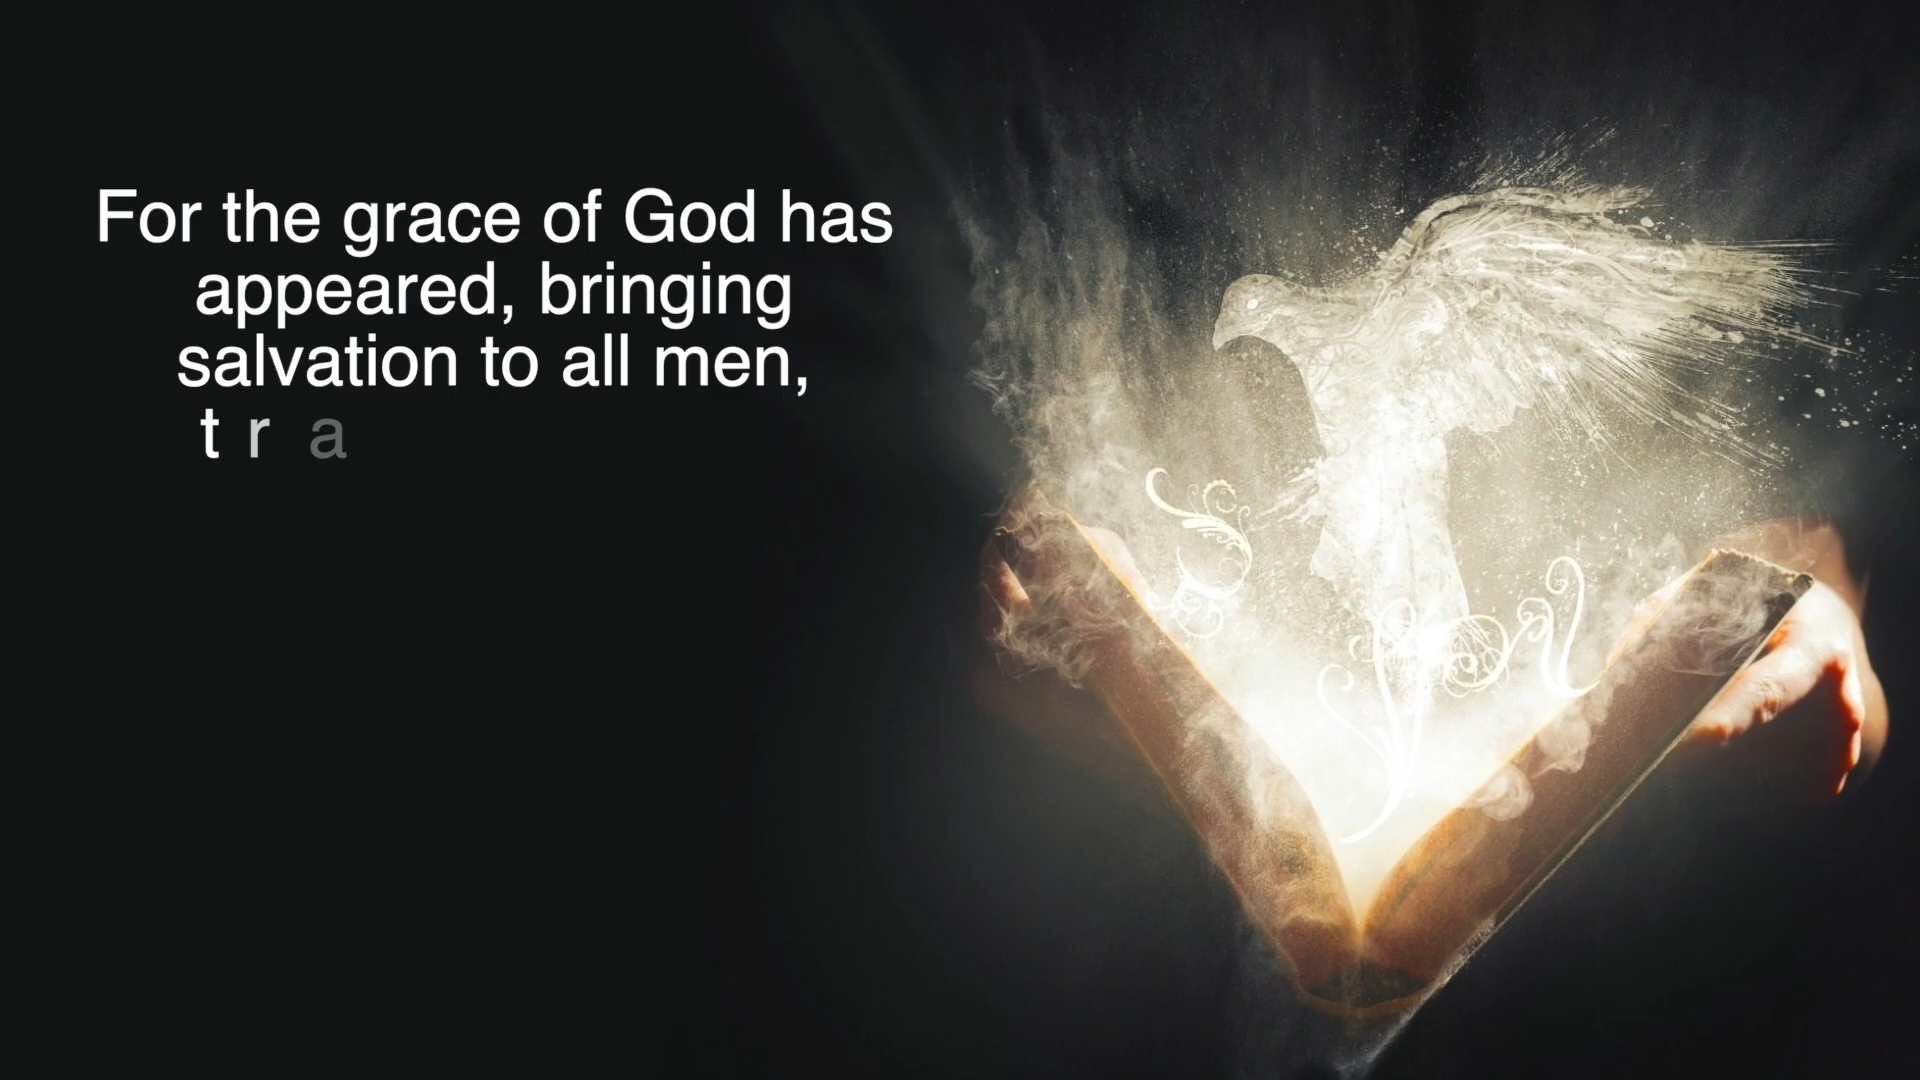 For the grace of God has
appeared, bringing
salvation to all men,
t r a